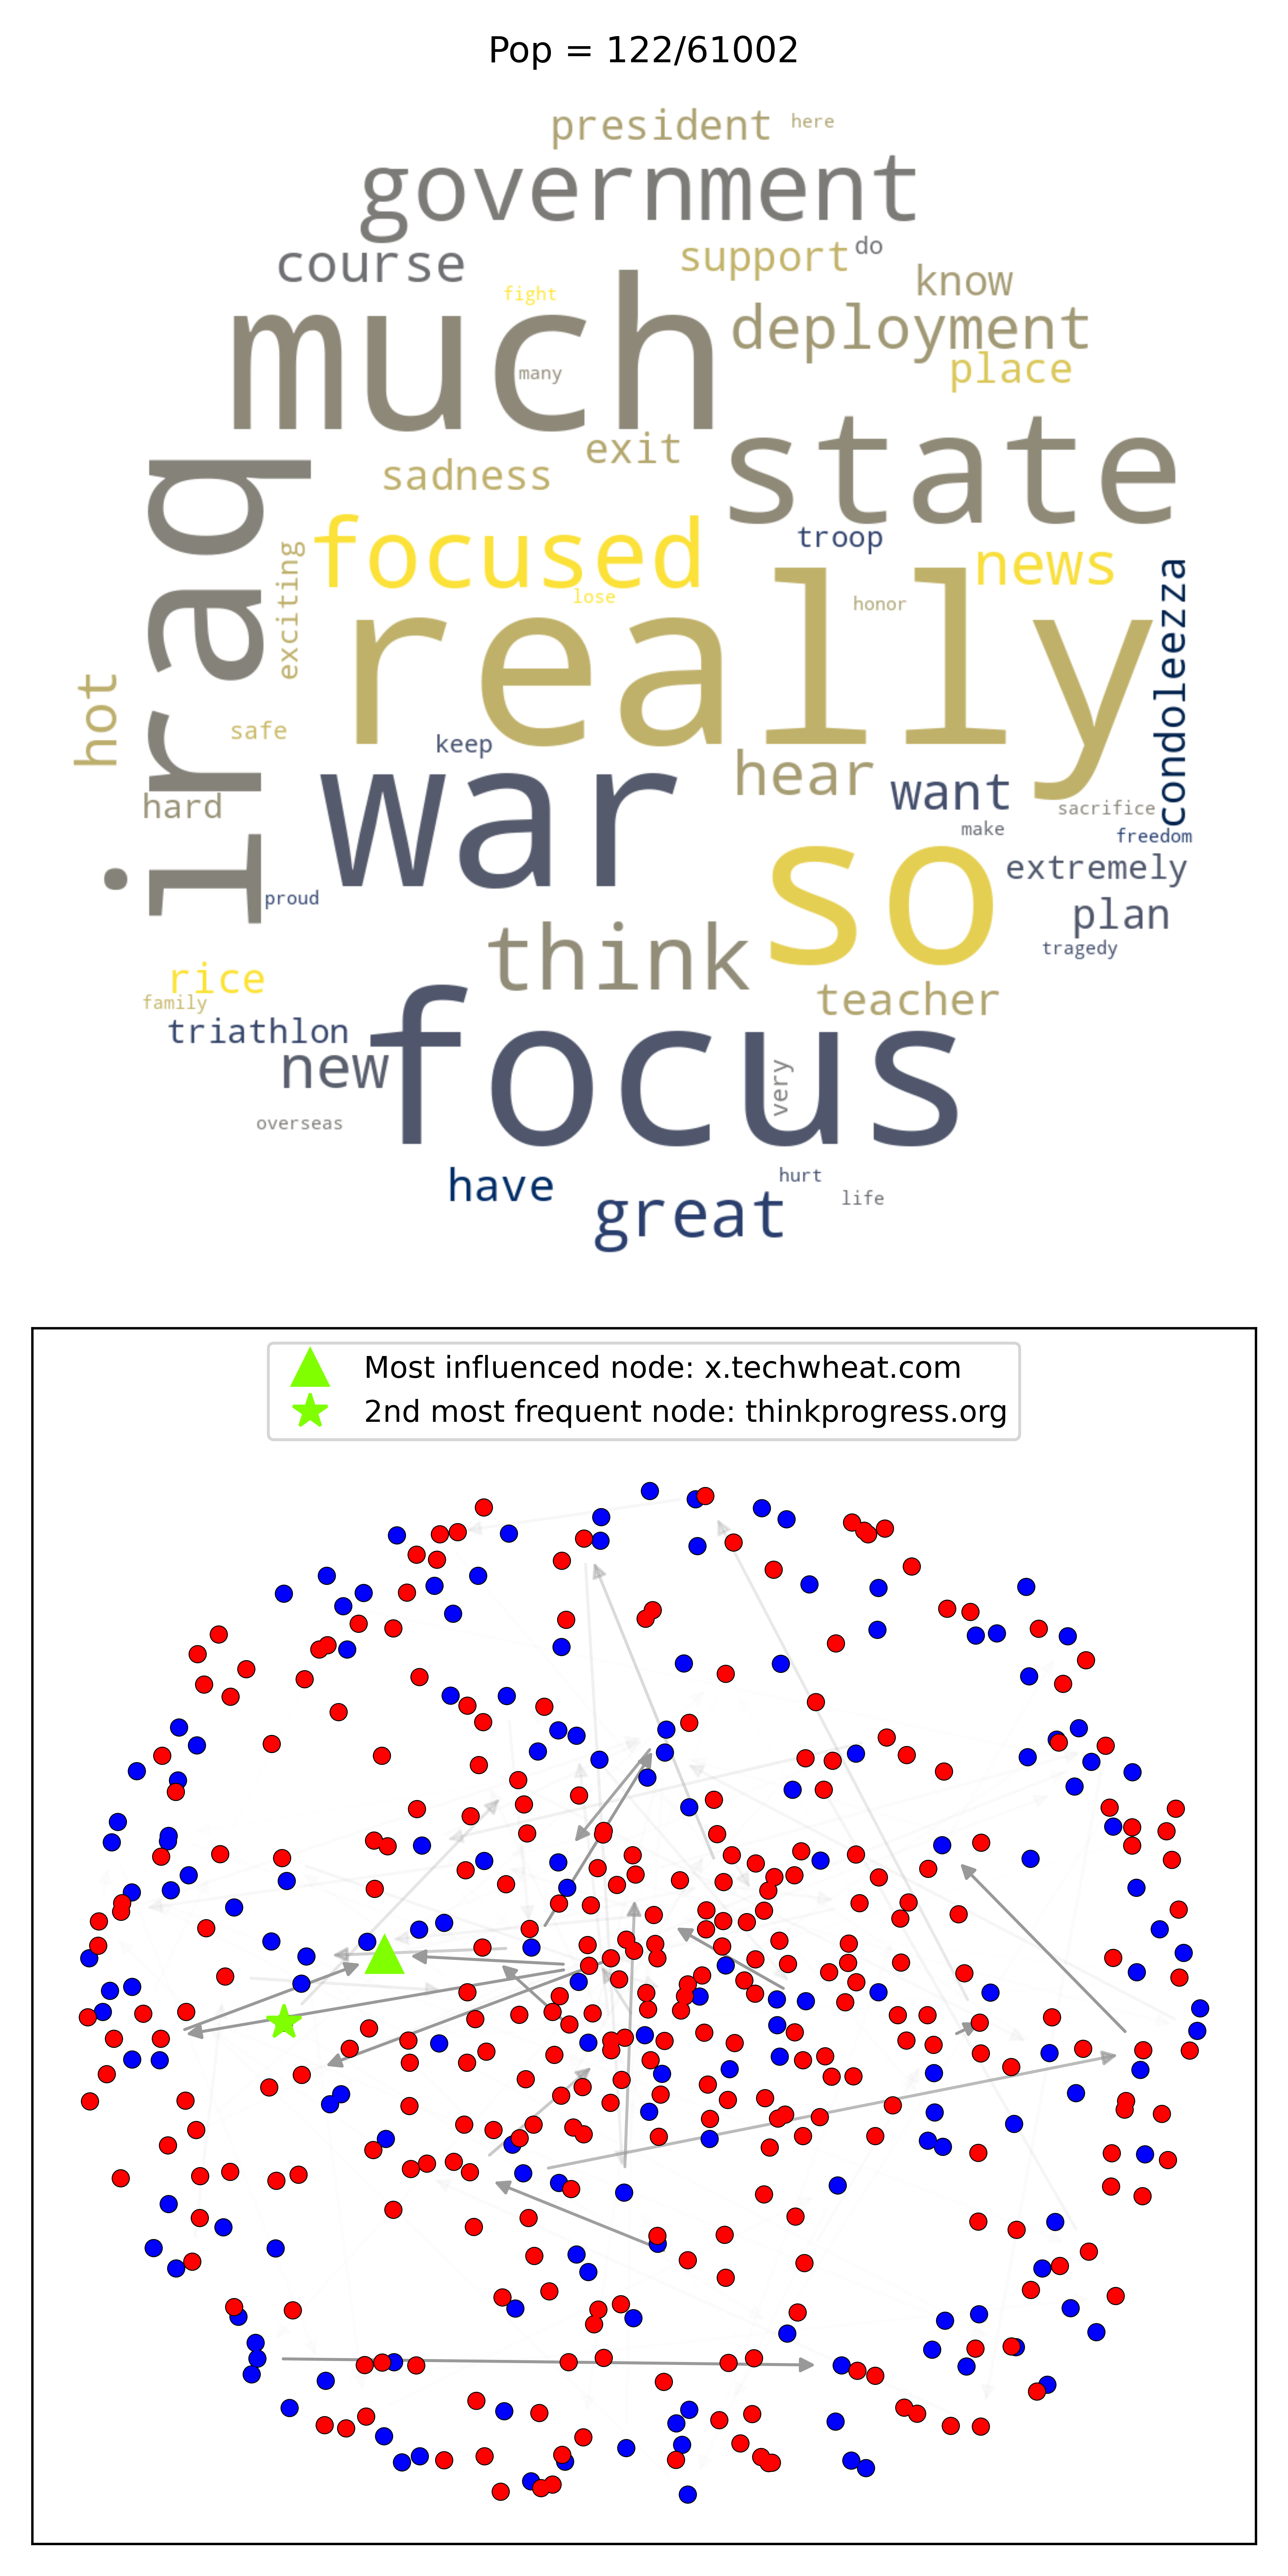 Pop = 122/61002
president here
government
course support do
fight know
much deployment
many place
exit state
sadness
iraq focused troop
exciting news
lose honor
really condoleezza
hot safe
keep
war hear want
hard sacrifice
make freedom
so extremely
proud plan
think tragedy
rice teacher
family
triathlon focus
new very
overseas
have hurt
great life
Most influenced node: x.techwheat.com
2nd most frequent node: thinkprogress.org